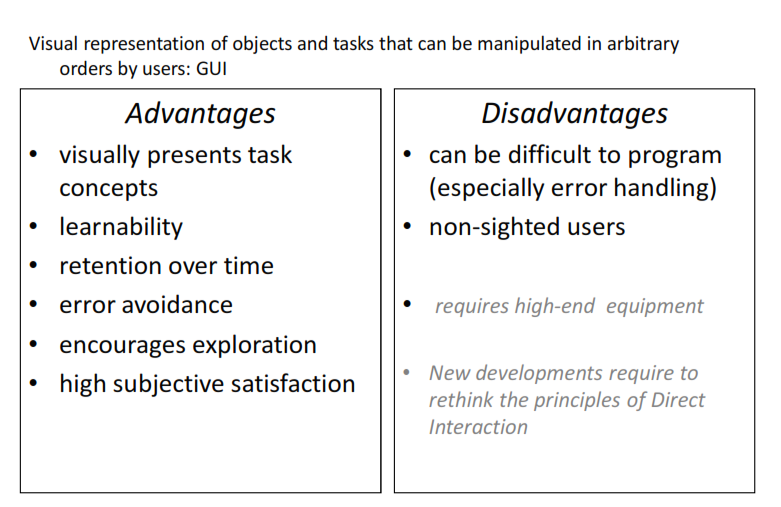 Visual representation of objects and tasks that can be manipulated in arbitrary
orders by users: GUI
Advantages
• visually presents task
concepts
• learnability
• retention over time
• error avoidance
• encourages exploration
• high subjective satisfaction
Disadvantages
• can be difficult to program
(especially error handling)
• non-sighted users
• requires high-end equipment
• New developments require to
rethink the principles of Direct
Interaction